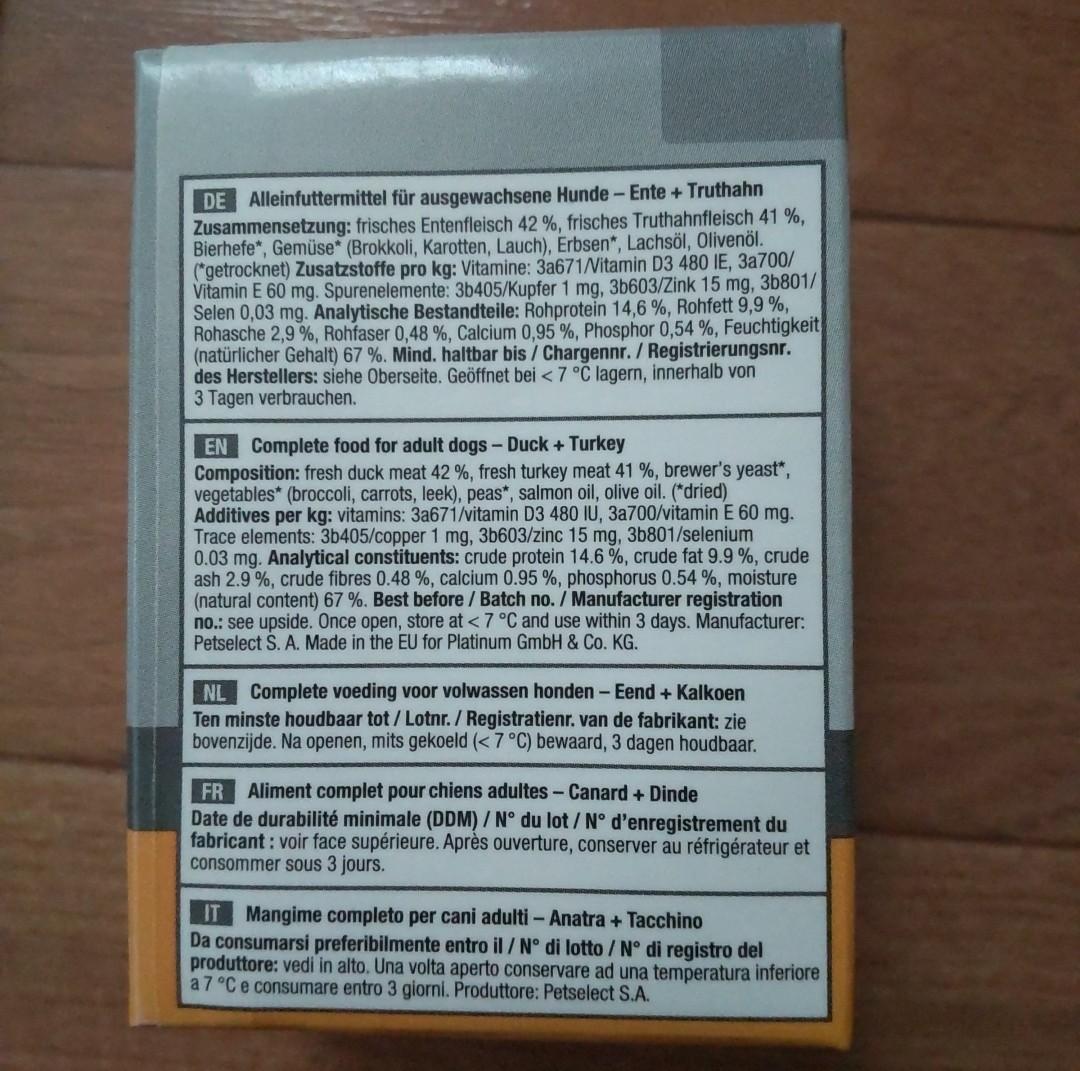 DE Alleinfuttermittel für ausgewachsene Hunde – Ente + Truthahn
Zusammensetzung: frisches Entenfleisch 42 %, frisches Truthahnfleisch 41 %,
Bierhefe*, Gemüse* (Brokkoli, Karotten, Lauch), Erbsen*, Lachsöl, Olivenöl.
(*getrocknet) Zusatzstoffe pro kg: Vitamine: 3a671/Vitamin D3 480 IE, 3a700/
Vitamin E 60 mg. Spurenelemente: 3b405/Kupfer 1 mg, 3b603/Zink 15 mg, 3b801/
Selen 0,03 mg. Analytische Bestandteile: Rohprotein 14,6 %, Rohfett 9,9 %,
Rohasche 2,9 %, Rohfaser 0,48 %, Calcium 0,95 %, Phosphor 0,54 %, Feuchtigkeit
(natürlicher Gehalt) 67 %. Mind. haltbar bis / Chargennr. / Registrierungsnr.
des Herstellers: siehe Oberseite. Geöffnet bei < 7 °C lagern, innerhalb von
3 Tagen verbrauchen.
EN Complete food for adult dogs – Duck + Turkey
Composition: fresh duck meat 42 %, fresh turkey meat 41 %, brewer's yeast*,
vegetables* (broccoli, carrots, leek), peas*, salmon oil, olive oil. (*dried)
Additives per kg: vitamins: 3a671/vitamin D3 480 IU, 3a700/vitamin E 60 mg.
Trace elements: 3b405/copper 1 mg, 3b603/zinc 15 mg, 3b801/selenium
0.03 mg. Analytical constituents: crude protein 14.6 %, crude fat 9.9 %, crude
ash 2.9 %, crude fibres 0.48 %, calcium 0.95 %, phosphorus 0.54 %, moisture
(natural content) 67 %. Best before / Batch no. / Manufacturer registration
no.: see upside. Once open, store at < 7 °C and use within 3 days. Manufacturer:
Petselect S. A. Made in the EU for Platinum GmbH & Co. KG.
NL Complete voeding voor volwassen honden – Eend + Kalkoen
Ten minste houdbaar tot / Lotnr. / Registratienr. van de fabrikant: zie
bovenzijde. Na openen, mits gekoeld (< 7 °C) bewaard, 3 dagen houdbaar.
FR Aliment complet pour chiens adultes – Canard + Dinde
Date de durabilité minimale (DDM) / N° du lot / N° d'enregistrement du
fabricant : voir face supérieure. Après ouverture, conserver au réfrigérateur et
consommer sous 3 jours.
IT Mangime completo per cani adulti – Anatra + Tacchino
Da consumarsi preferibilmente entro il / N° di lotto / N° di registro del
produttore: vedi in alto. Una volta aperto conservare ad una temperatura inferiore
a 7 °C e consumare entro 3 giorni. Produttore: Petselect S.A.